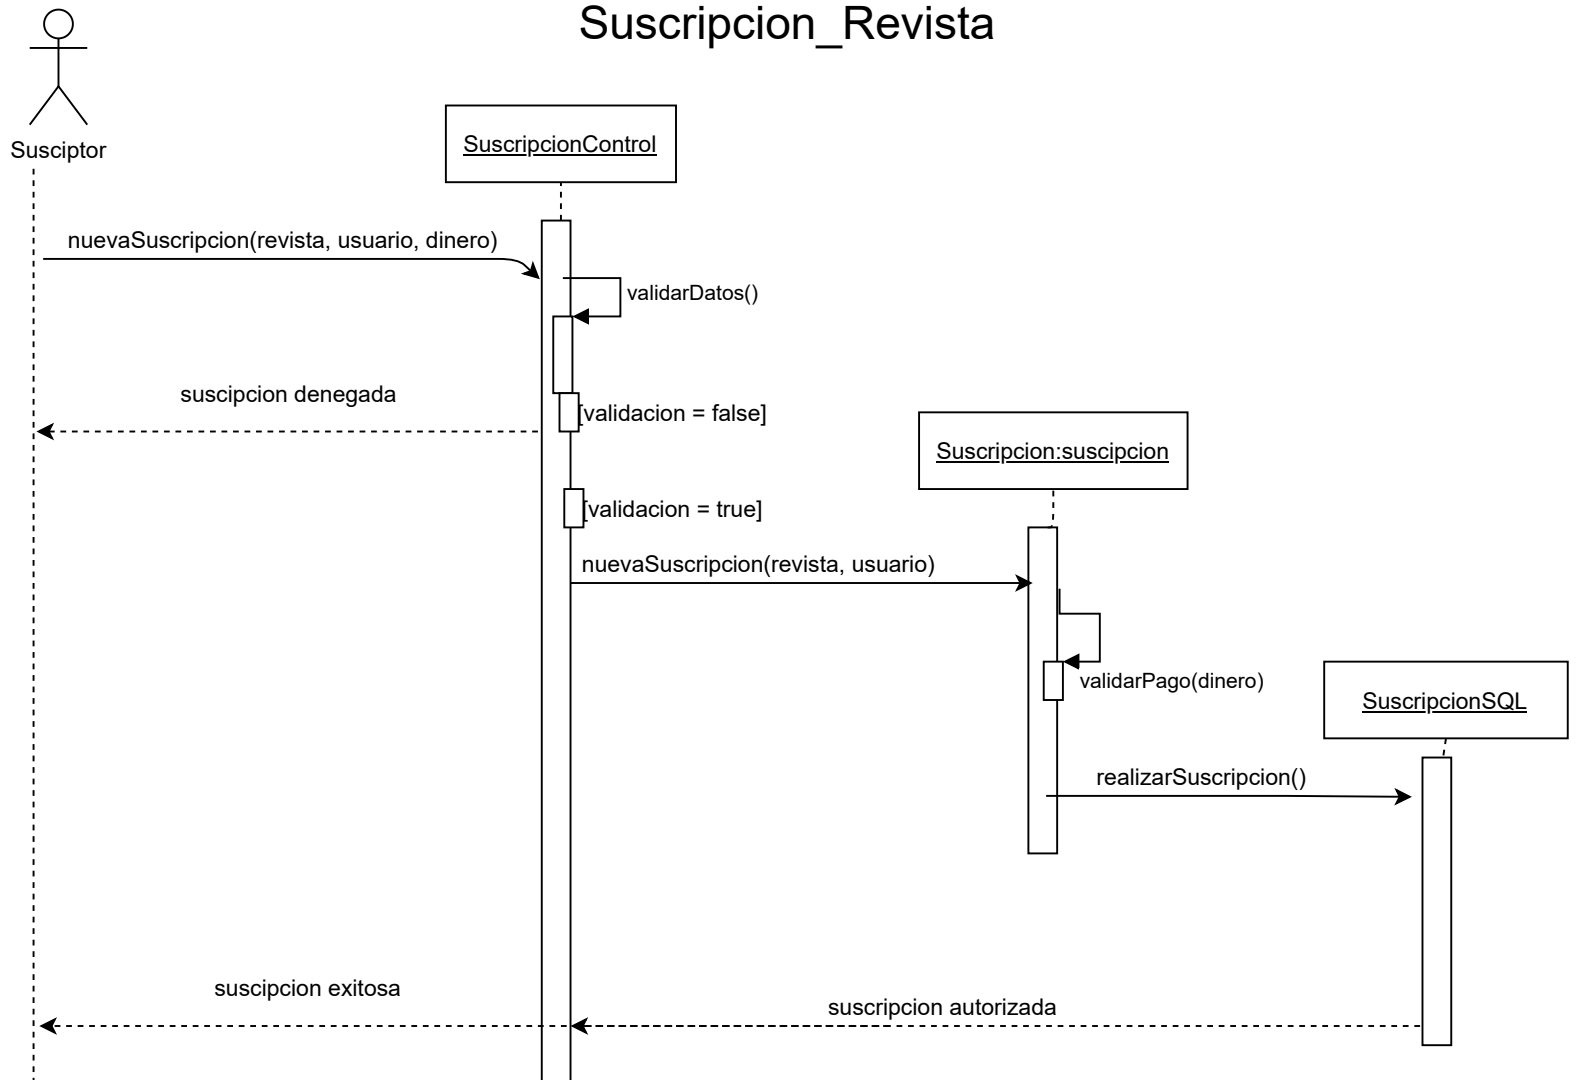 Suscripcion_Revista
Susciptor
SuscripcionControl
nuevaSuscripcion(revista, usuario, dinero)
validarDatos()
suscipcion denegada
[validacion = false]
Suscripcion:suscipcion
[validacion = true]
nuevaSuscripcion(revista, usuario)
validarPago(dinero)
SuscripcionSQL
realizarSuscripcion()
suscipcion exitosa
suscripcion autorizada